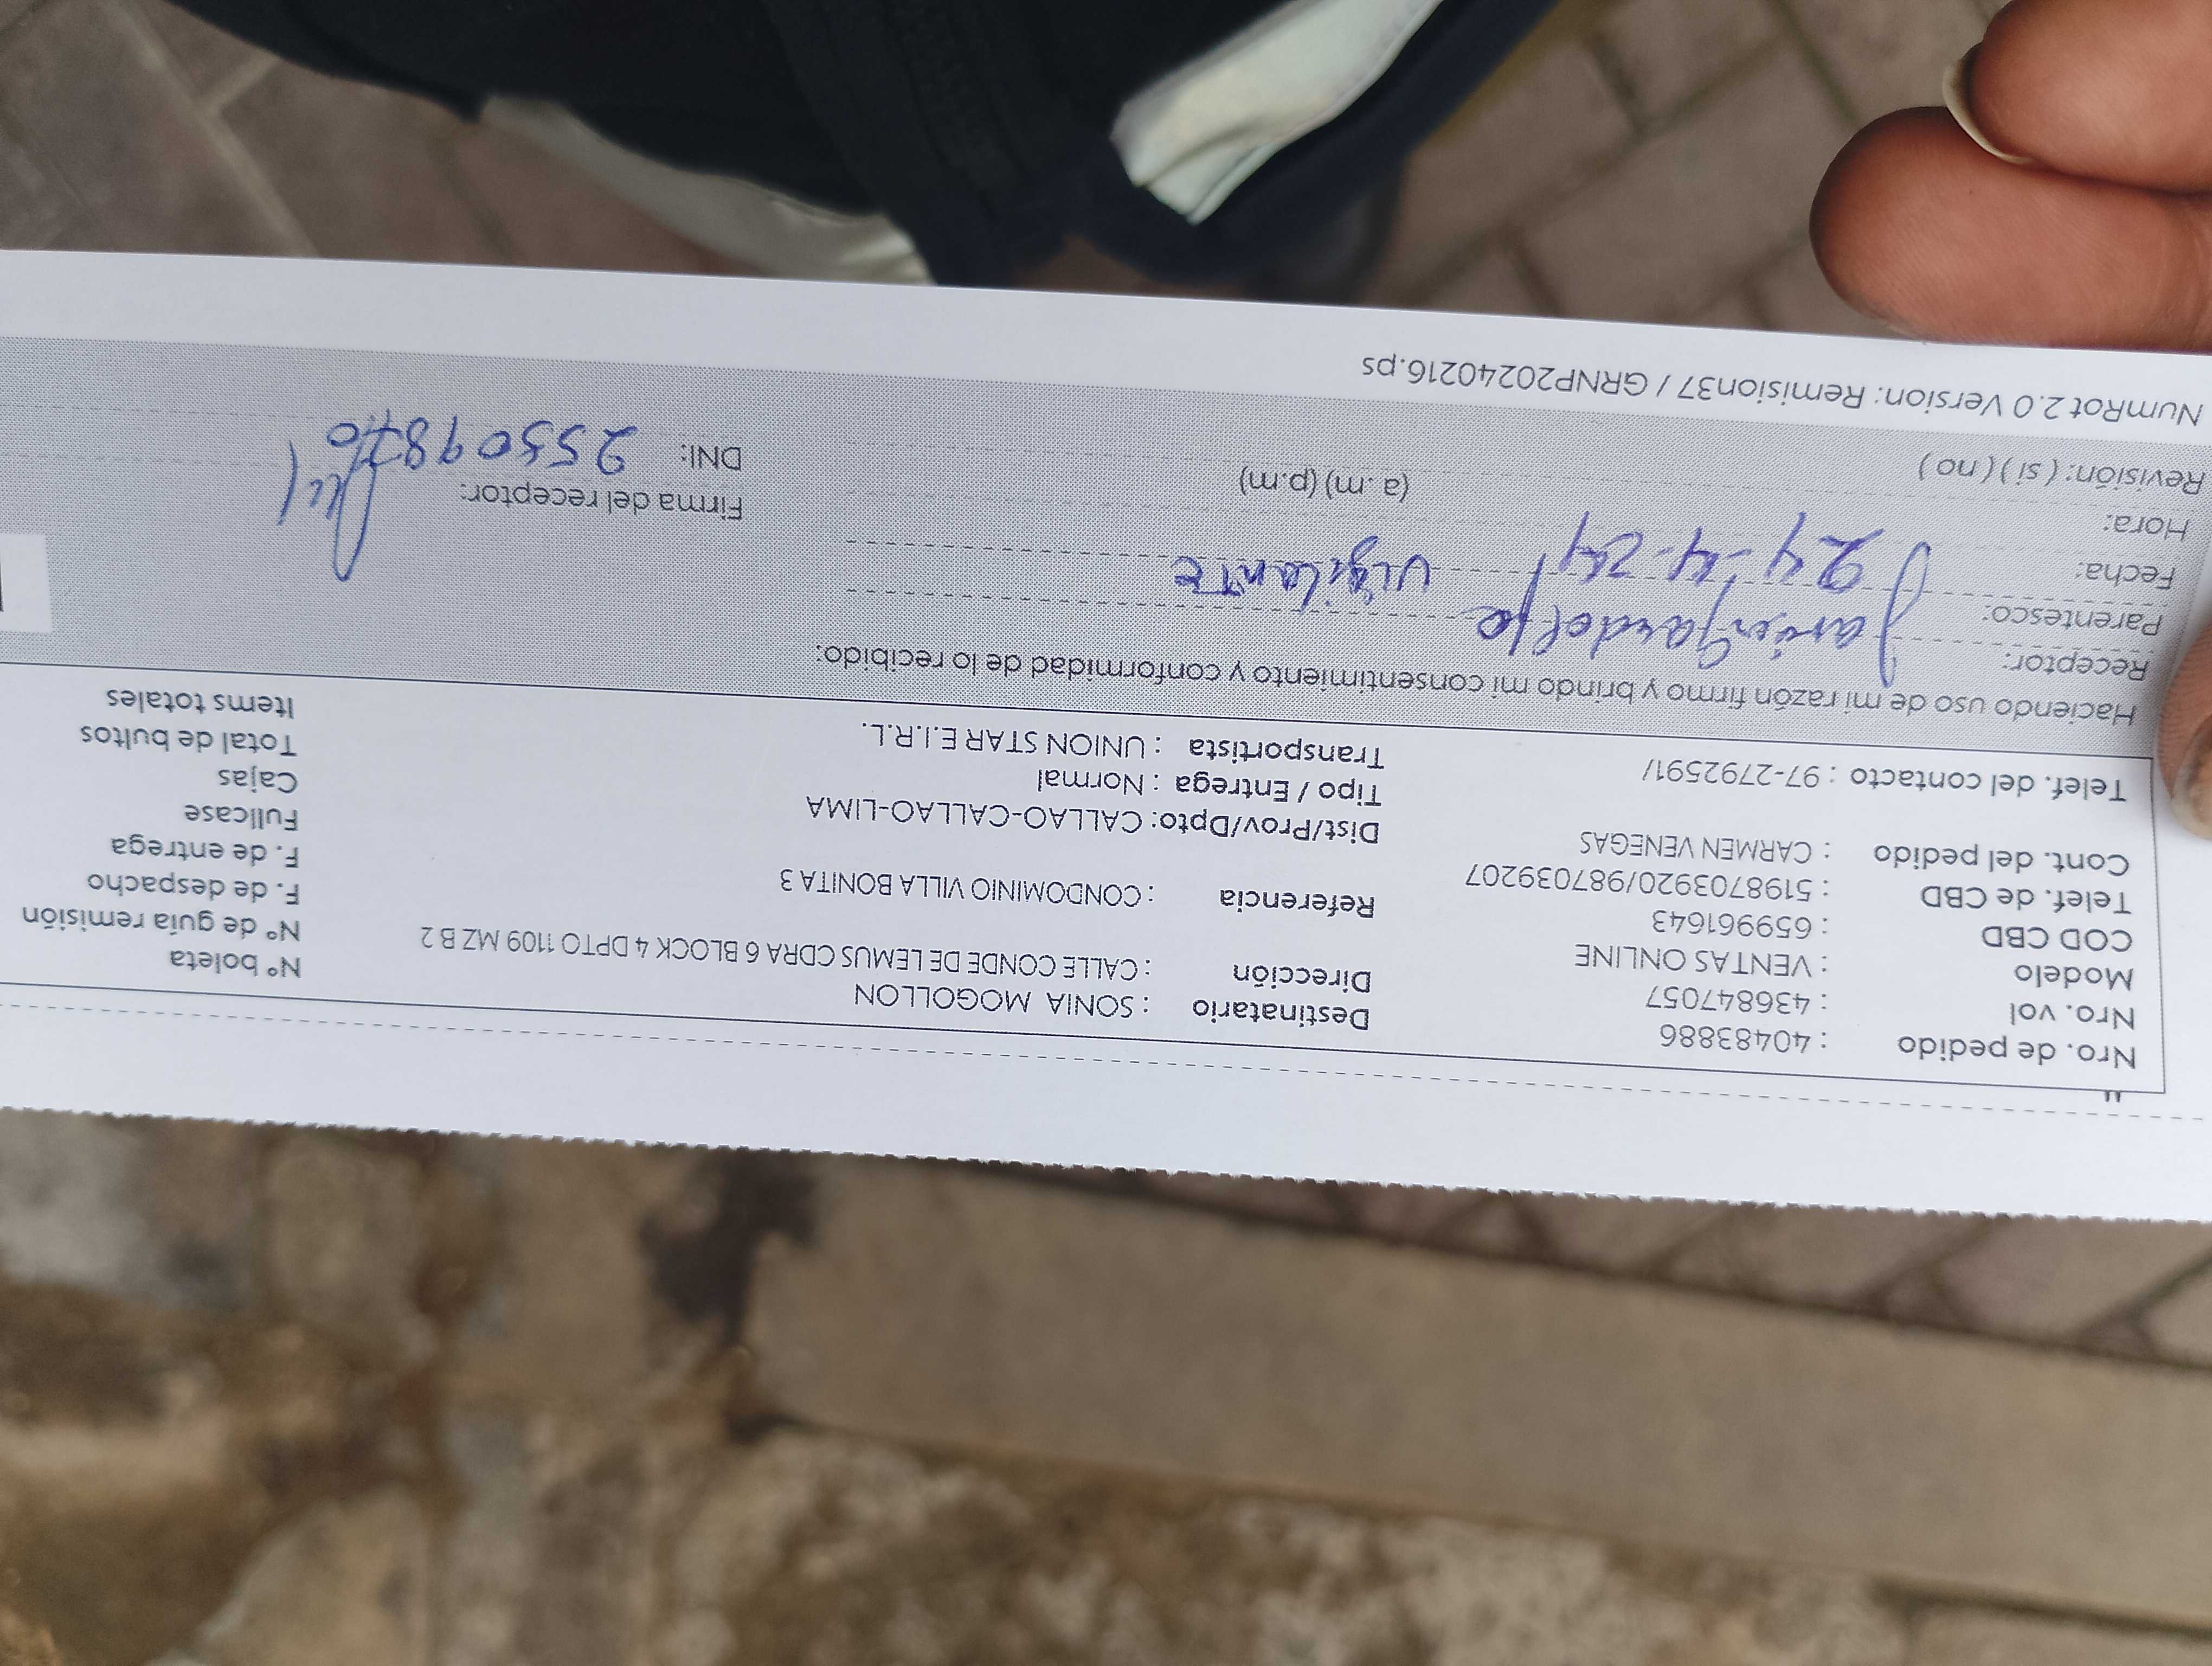 Nro. de pedido : 40483886
Nro. vol : 436847057
Modelo : VENTAS ONLINE
COD CBD : 659961643
Telef. de CBD : 51987039207/987039207
Cont. del pedido : CARMEN VENEGAS
Telef. del contacto : 97-2792591/
Destinatario : SONIA MOGOLLON
Dirección : CALLE CONDE DE LEMUS CDRA 6 BLOCK 4 DPTO 1109 MZ B 2
Referencia : CONDOMINIO VILLA BONITA 3
Dist/Prov/Dpto: CALLAO-CALLAO-LIMA
Tipo / Entrega : Normal
Transportista : UNION STAR E.I.R.L.
Nº boleta
Nº de guía remisión
F. de despacho
F. de entrega
Fullcase
Cajas
Total de bultos
Items totales
Haciendo uso de mi razón firmo y brindo mi consentimiento y conformidad de lo recibido:
Receptor: Javier Gandolfo
Parentesco: Vigilante
Fecha: 24-4-24
Hora: (a.m) (p.m)
Revisión: ( si ) ( no )
Firma del receptor:
DNI:
NumRot 2.0 Version: Remision37 / GRNP20240216.ps